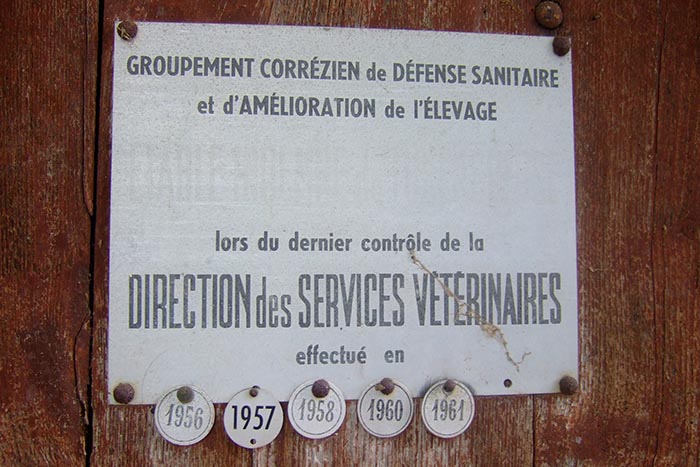 GROUPEMENT CORRÉZIEN de DÉFENSE SANITAIRE
et d'AMÉLIORATION de l'ÉLEVAGE
lors du dernier contrôle de la
DIRECTION des SERVICES VÉTÉRINAIRES
effectué en
1956 1957 1958 1960 1961